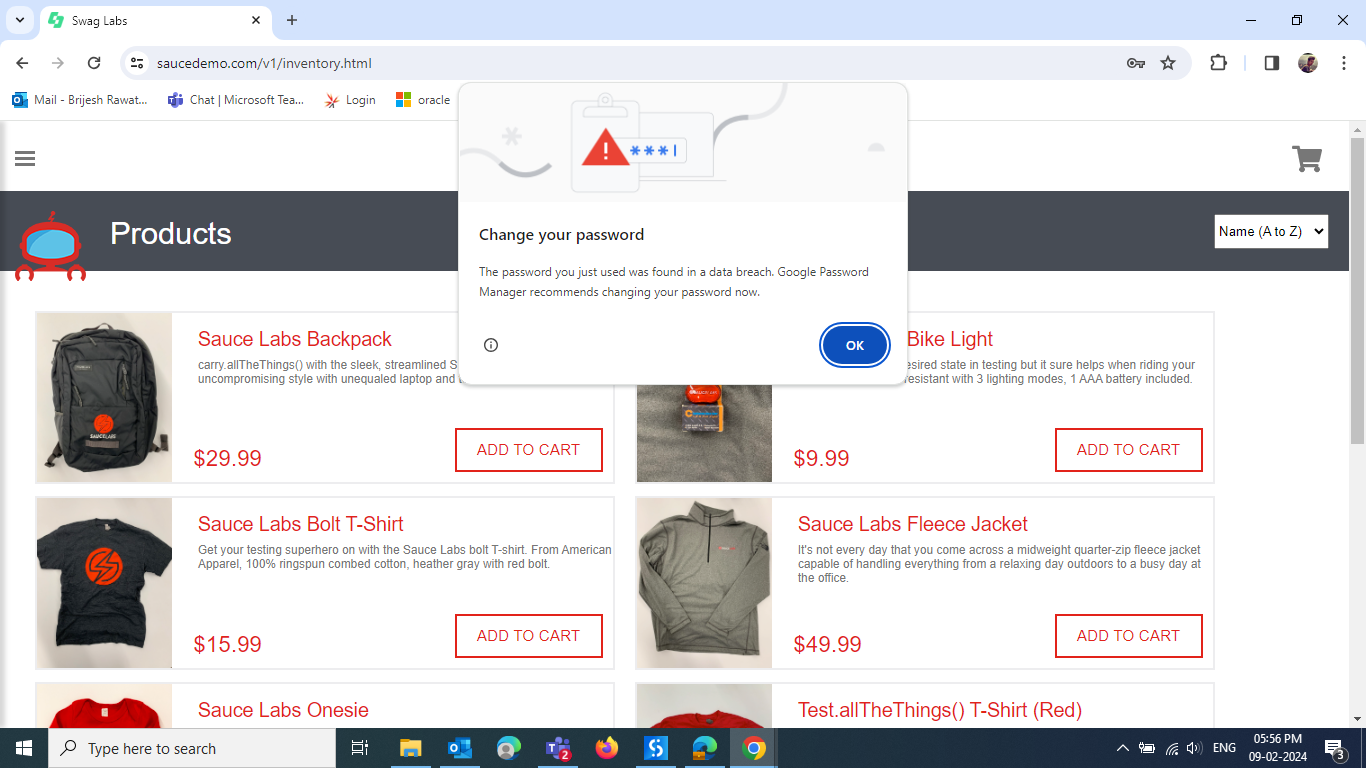 Swag Labs
saucedemo.com/v1/inventory.html
Mail - Brijesh Rawat...
Chat | Microsoft Tea...
Login
oracle
***
Change your password
The password you just used was found in a data breach. Google Password
Manager recommends changing your password now.
OK
Products
Name (A to Z)
Sauce Labs Backpack
carry.allTheThings() with the sleek, streamlined S
uncompromising style with unequaled laptop and
$29.99
ADD TO CART
SAUCELABS
Bike Light
esired state in testing but it sure helps when riding your
resistant with 3 lighting modes, 1 AAA battery included.
$9.99
ADD TO CART
Sauce Labs Bolt T-Shirt
Get your testing superhero on with the Sauce Labs bolt T-shirt. From American
Apparel, 100% ringspun combed cotton, heather gray with red bolt.
$15.99
ADD TO CART
Sauce Labs Fleece Jacket
It's not every day that you come across a midweight quarter-zip fleece jacket
capable of handling everything from a relaxing day outdoors to a busy day at
the office.
$49.99
ADD TO CART
Sauce Labs Onesie
Test.allTheThings() T-Shirt (Red)
Type here to search
2
ENG
05:56 PM
09-02-2024
3